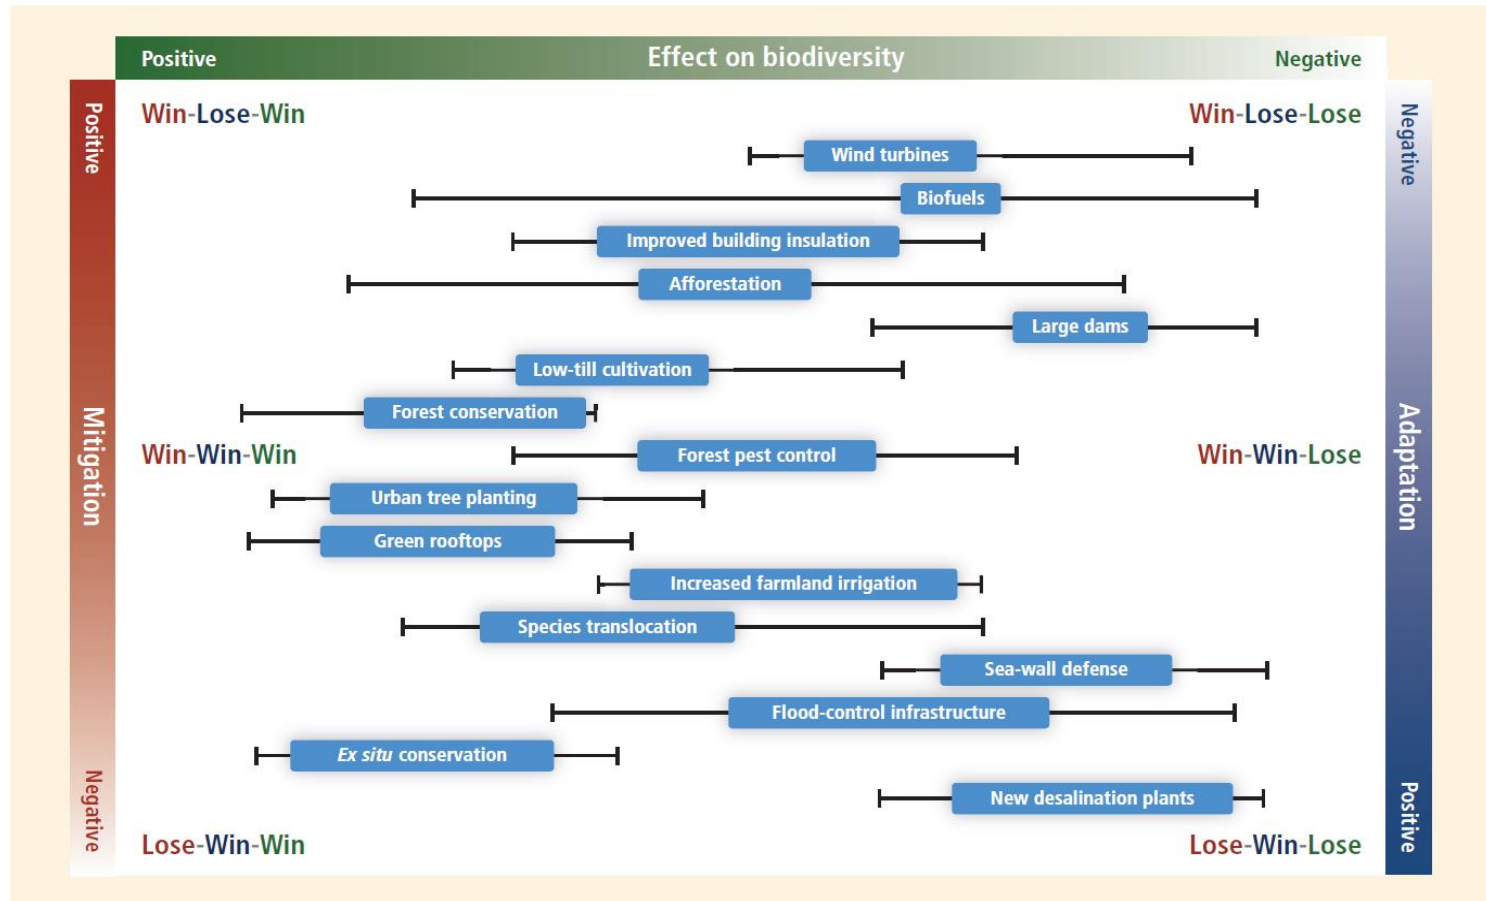 Positive Effect on biodiversity Negative
Positive
Mitigation
Negative
Negative
Adaptation
Positive
Win-Lose-Win
Win-Lose-Lose
Wind turbines
Biofuels
Improved building insulation
Afforestation
Large dams
Low-till cultivation
Forest conservation
Win-Win-Win
Forest pest control
Win-Win-Lose
Urban tree planting
Green rooftops
Increased farmland irrigation
Species translocation
Sea-wall defense
Flood-control infrastructure
Ex situ conservation
New desalination plants
Lose-Win-Win
Lose-Win-Lose